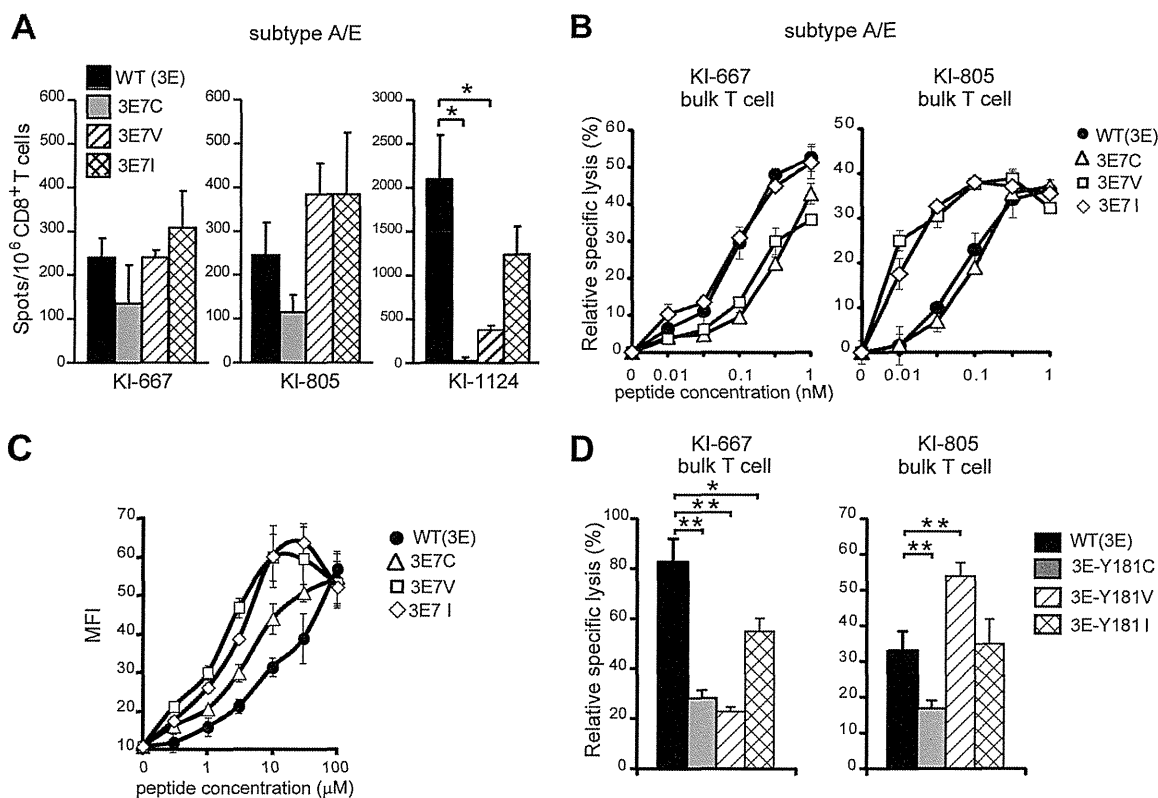 A
subtype A/E
WT (3E)
3E7C
3E7V
3E7I
Spots/10⁶ CD8⁺T cells
600
500
400
300
200
100
0
KI-667
600
500
400
300
200
100
0
KI-805
3000
2500
2000
1500
1000
500
0
*
*
KI-1124
B
subtype A/E
KI-667
bulk T cell
KI-805
bulk T cell
Relative specific lysis (%)
60
50
40
30
20
10
0
0 0.01 0.1 1
50
40
30
20
10
0
0 0.01 0.1 1
peptide concentration (nM)
WT(3E)
3E7C
3E7V
3E7 I
C
MFI
70
60
50
40
30
20
10
0 1 10 100
peptide concentration (µM)
WT(3E)
3E7C
3E7V
3E7 I
D
KI-667
bulk T cell
KI-805
bulk T cell
Relative specific lysis (%)
100
80
60
40
20
0
*
**
**
70
60
50
40
30
20
10
0
**
**
WT(3E)
3E-Y181C
3E-Y181V
3E-Y181 I